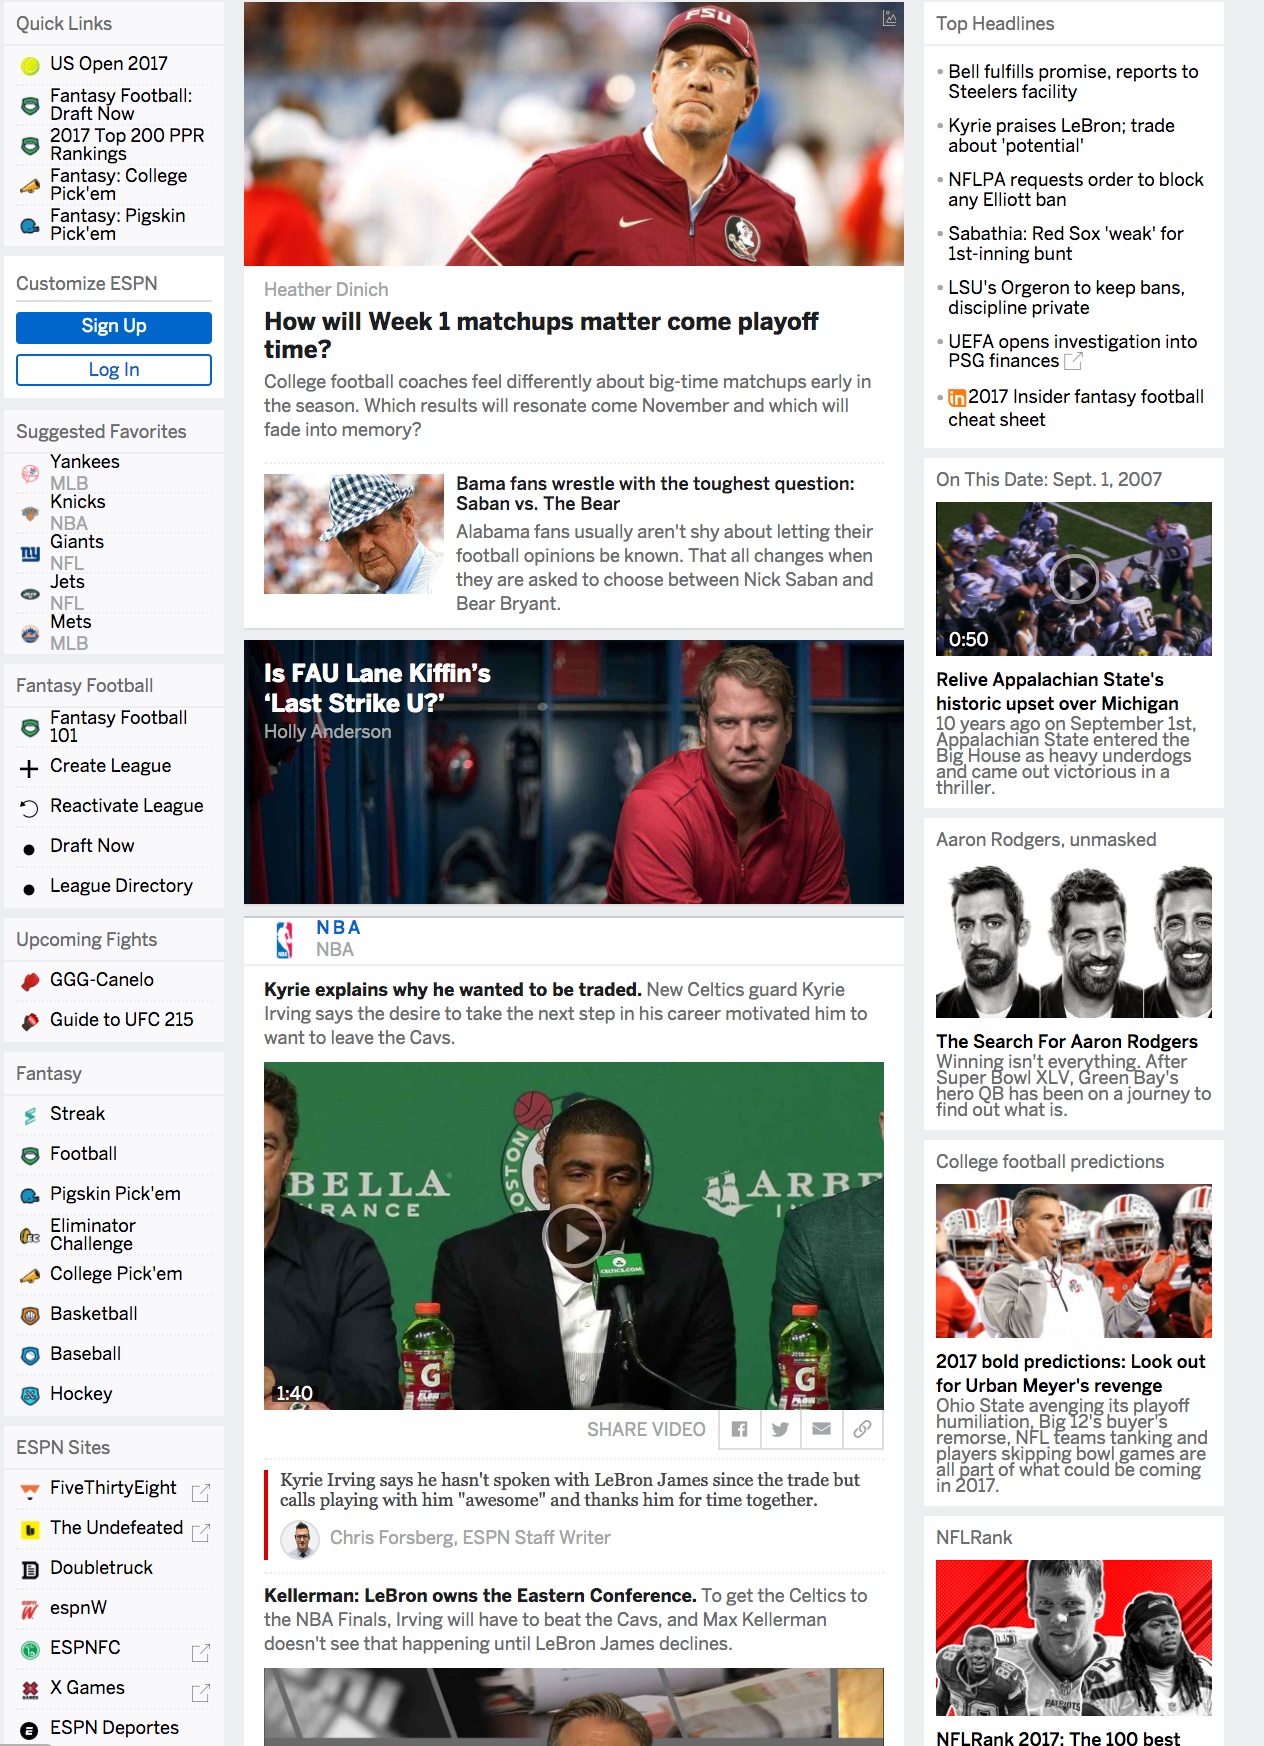 Quick Links
US Open 2017
Fantasy Football:
Draft Now
2017 Top 200 PPR
Rankings
Fantasy: College
Pick'em
Fantasy: Pigskin
Pick'em
Customize ESPN
Sign Up
Log In
Suggested Favorites
Yankees
MLB
Knicks
NBA
Giants
NFL
Jets
NFL
Mets
MLB
Fantasy Football
Fantasy Football
101
Create League
Reactivate League
Draft Now
League Directory
Upcoming Fights
GGG-Canelo
Guide to UFC 215
Fantasy
Streak
Football
Pigskin Pick'em
Eliminator
Challenge
College Pick'em
Basketball
Baseball
Hockey
ESPN Sites
FiveThirtyEight
The Undefeated
Doubletruck
espnW
ESPNFC
X Games
ESPN Deportes
FSU
Heather Dinich
How will Week 1 matchups matter come playoff
time?
College football coaches feel differently about big-time matchups early in
the season. Which results will resonate come November and which will
fade into memory?
Bama fans wrestle with the toughest question:
Saban vs. The Bear
Alabama fans usually aren't shy about letting their
football opinions be known. That all changes when
they are asked to choose between Nick Saban and
Bear Bryant.
Is FAU Lane Kiffin's
'Last Strike U?'
Holly Anderson
NBA
NBA
Kyrie explains why he wanted to be traded. New Celtics guard Kyrie
Irving says the desire to take the next step in his career motivated him to
want to leave the Cavs.
BELLA
RANCE
OSTON
ARBE
IN
CELTICS.COM
G
FLOW
G
1:40
SHARE VIDEO
Kyrie Irving says he hasn't spoken with LeBron James since the trade but
calls playing with him "awesome" and thanks him for time together.
Chris Forsberg, ESPN Staff Writer
Kellerman: LeBron owns the Eastern Conference. To get the Celtics to
the NBA Finals, Irving will have to beat the Cavs, and Max Kellerman
doesn't see that happening until LeBron James declines.
Top Headlines
Bell fulfills promise, reports to
Steelers facility
Kyrie praises LeBron; trade
about 'potential'
NFLPA requests order to block
any Elliott ban
Sabathia: Red Sox 'weak' for
1st-inning bunt
LSU's Orgeron to keep bans,
discipline private
UEFA opens investigation into
PSG finances
in 2017 Insider fantasy football
cheat sheet
On This Date: Sept. 1, 2007
0:50
Relive Appalachian State's
historic upset over Michigan
10 years ago on September 1st,
Appalachian State entered the
Big House as heavy underdogs
and came out victorious in a
thriller.
Aaron Rodgers, unmasked
The Search For Aaron Rodgers
Winning isn't everything. After
Super Bowl XLV, Green Bay's
hero QB has been on a journey to
find out what is.
College football predictions
2017 bold predictions: Look out
for Urban Meyer's revenge
Ohio State avenging its playoff
humiliation, Big 12's buyer's
remorse, NFL teams tanking and
players skipping bowl games are
all part of what could be coming
in 2017.
NFLRank
PATRIOTS
NFLRank 2017: The 100 best